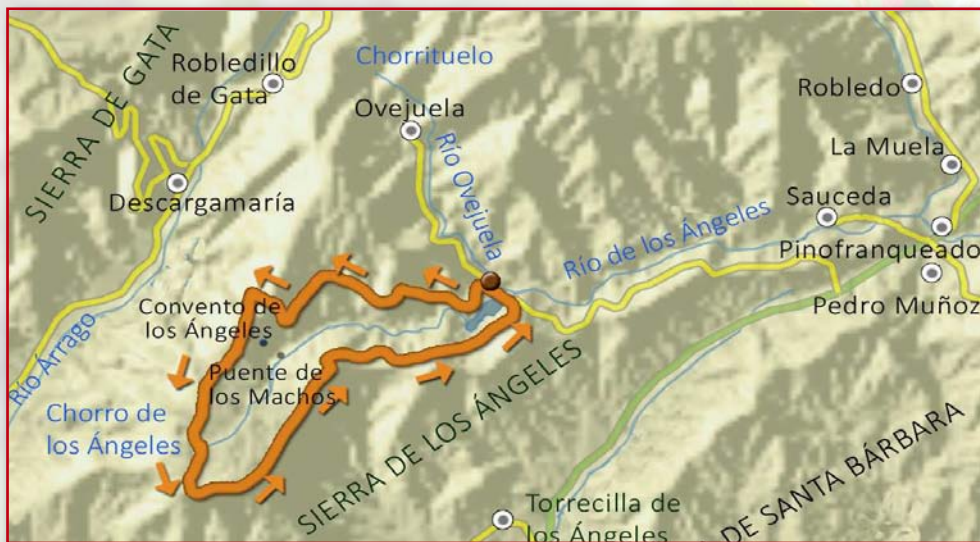 SIERRA DE GATA
Robledillo
de Gata
Chorrituelo
Ovejuela
Río Ovejuela
Robledo
La Muela
Descargamaría
Sauceda
Río de los Ángeles
Pinofranqueado
Pedro Muñoz
Convento de
los Ángeles
Puente de
los Machos
Río Árrago
Chorro de
los Ángeles
SIERRA DE LOS ÁNGELES
Torrecilla de
los Ángeles
DE SANTA BÁRBARA